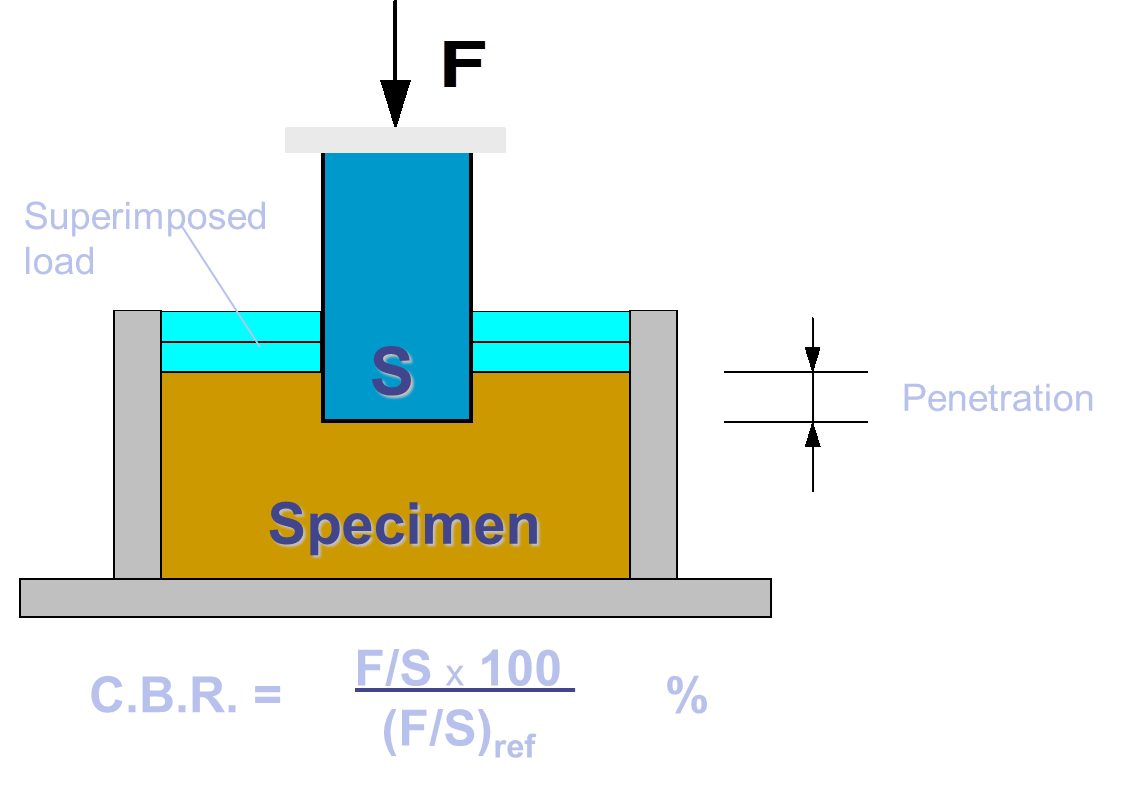 F
Superimposed
load
S
Penetration
Specimen
C.B.R. = F/S x 100 %
(F/S)ref